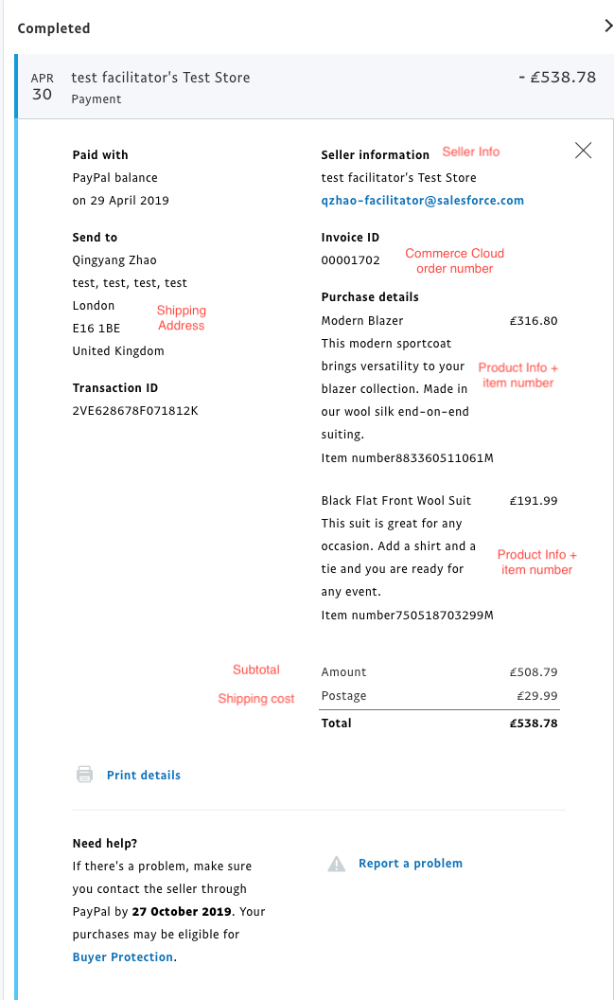 Completed
APR
30
test facilitator's Test Store
Payment
- £538.78
Paid with
PayPal balance
on 29 April 2019
Send to
Qingyang Zhao
test, test, test, test
London
E16 1BE
United Kingdom
Shipping
Address
Transaction ID
2VE628678F071812K
Seller information
Seller Info
test facilitator's Test Store
qzhao-facilitator@salesforce.com
Invoice ID
00001702
Commerce Cloud
order number
Purchase details
Modern Blazer £316.80
This modern sportcoat
brings versatility to your
blazer collection. Made in
our wool silk end-on-end
suiting.
Item number883360511061M
Product Info +
item number
Black Flat Front Wool Suit £191.99
This suit is great for any
occasion. Add a shirt and a
tie and you are ready for
any event.
Item number750518703299M
Product Info +
item number
Subtotal
Amount £508.79
Shipping cost
Postage £29.99
Total £538.78
Print details
Need help?
If there's a problem, make sure
you contact the seller through
PayPal by 27 October 2019. Your
purchases may be eligible for
Buyer Protection.
Report a problem